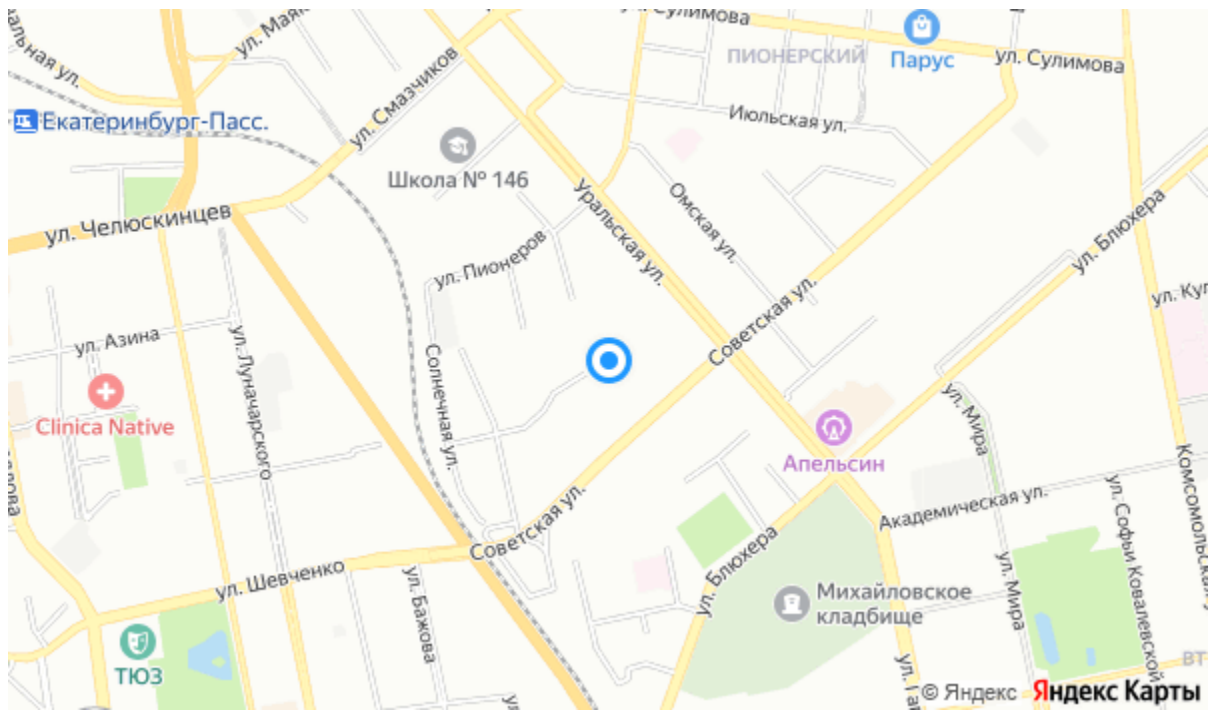 ул. Сулимова
ул. Маяк
альная ул.
ПИОНЕРСКИЙ
Парус
ул. Сулимова
Екатеринбург-Пасс.
ул. Смазчиков
Июльская ул.
Школа № 146
Уральская ул.
Омская ул.
ул. Челюскинцев
ул. Пионеров
ул. Блюхера
ул. Кул
ул. Азина
ул. Луначарского
Солнечная ул.
Советская ул.
Clinica Native
ул. Мира
Апельсин
Академическая ул.
Комсомольская у
ул. Софьи Ковалевской
Советская ул.
ул. Блюхера
ул. Шевченко
ул. Бажова
Михайловское
кладбище
ул. Мира
ТЮЗ
ВТ
© Яндекс Яндекс Карты